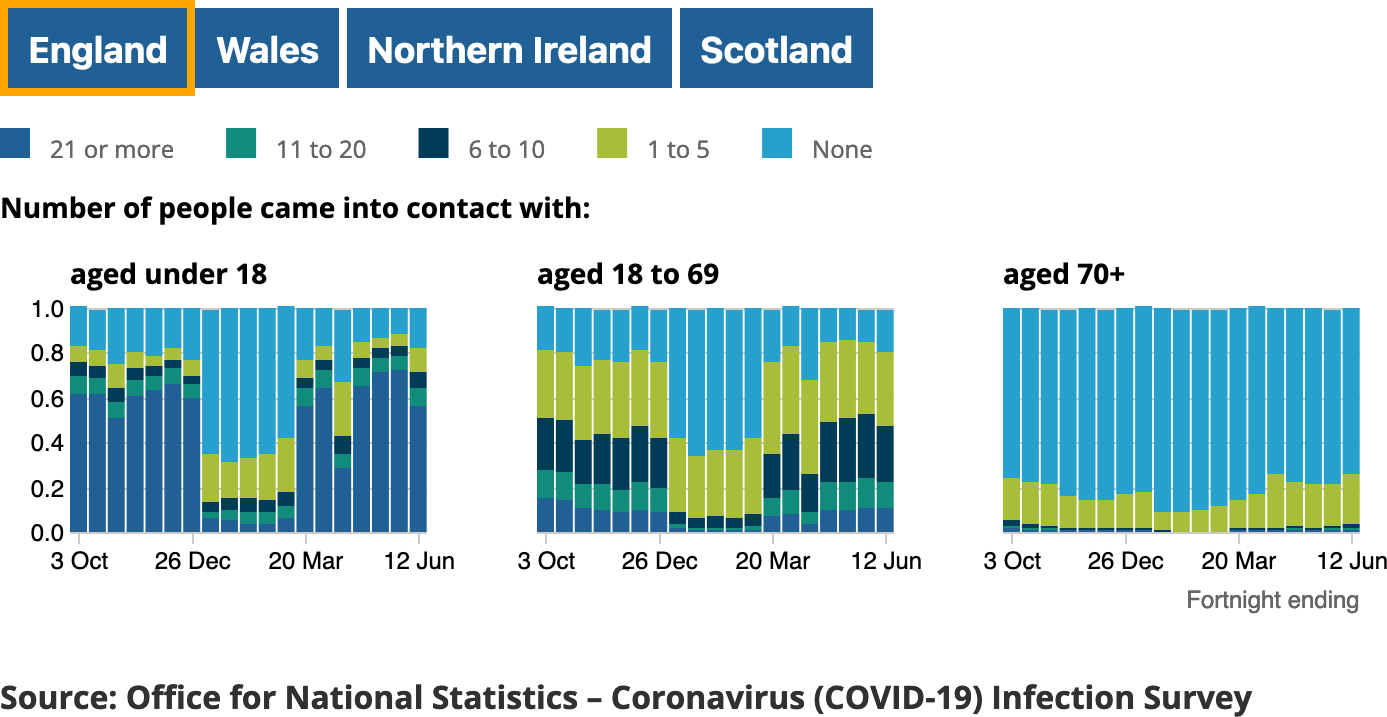 England Wales Northern Ireland Scotland
21 or more 11 to 20 6 to 10 1 to 5 None
Number of people came into contact with:
aged under 18 aged 18 to 69 aged 70+
1.0
0.8
0.6
0.4
0.2
0.0
3 Oct 26 Dec 20 Mar 12 Jun 3 Oct 26 Dec 20 Mar 12 Jun 3 Oct 26 Dec 20 Mar 12 Jun
Fortnight ending
Source: Office for National Statistics – Coronavirus (COVID-19) Infection Survey